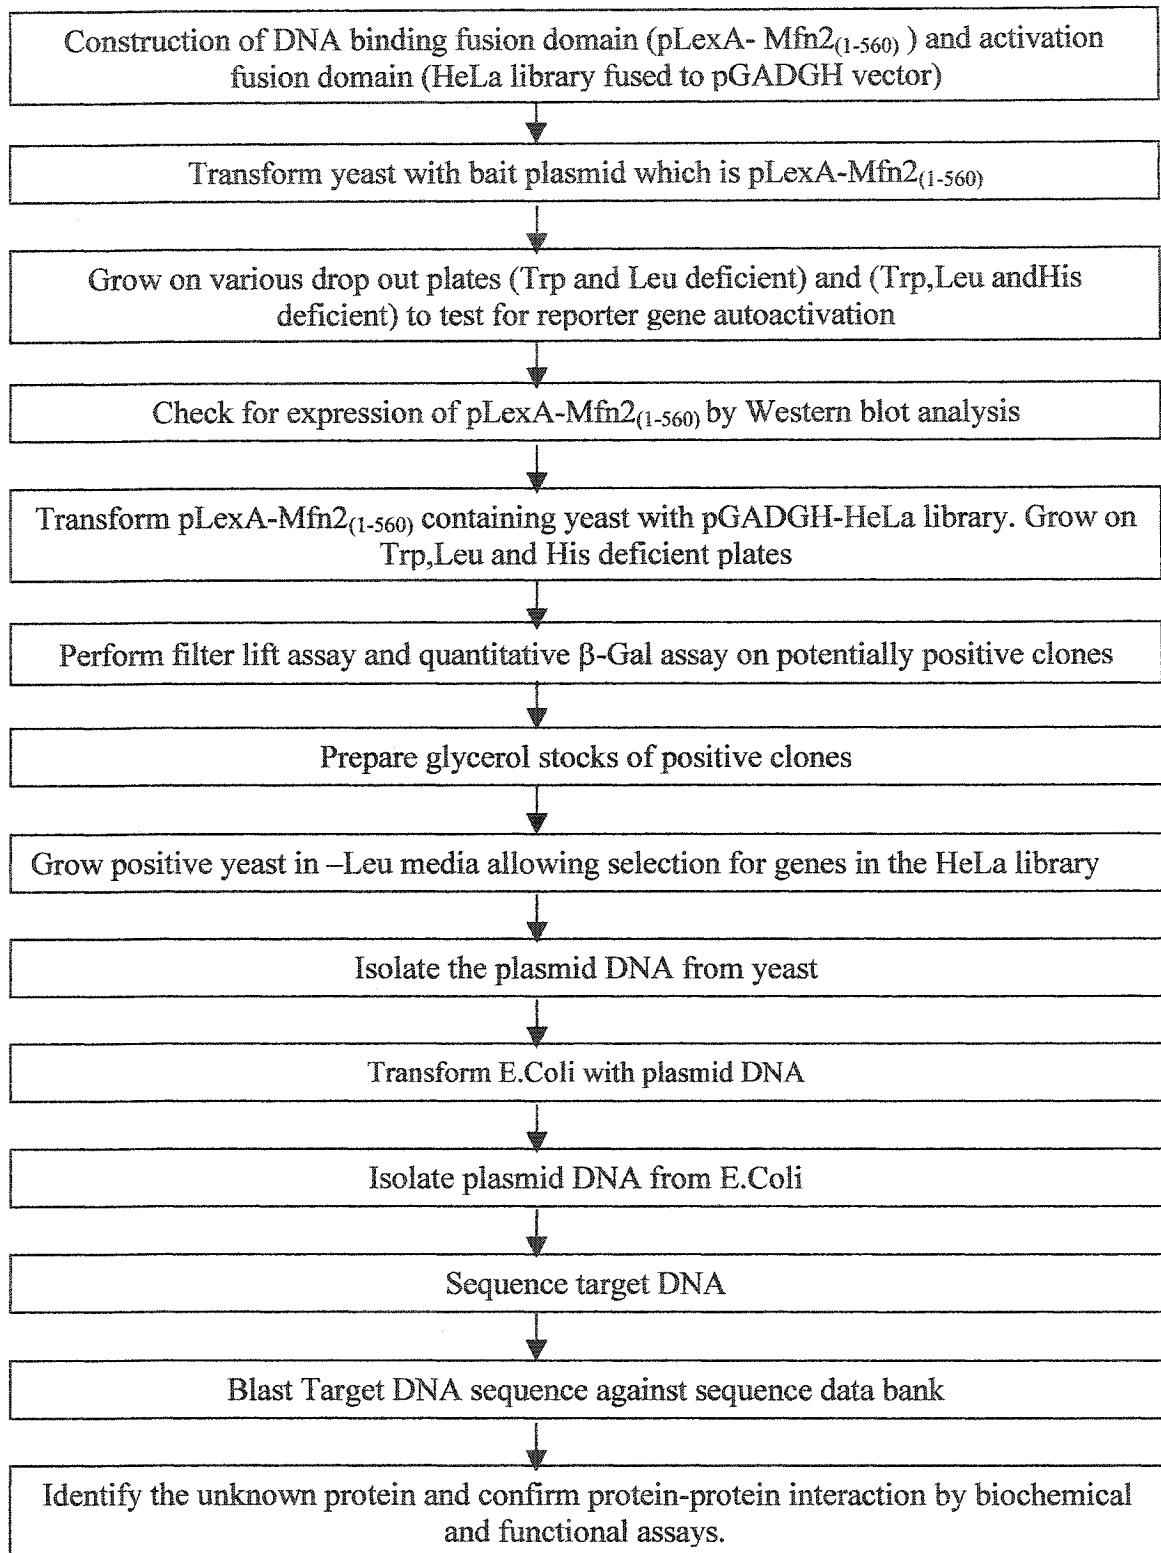 Construction of DNA binding fusion domain (pLexA- Mfn2(1-560) ) and activation
fusion domain (HeLa library fused to pGADGH vector)
Transform yeast with bait plasmid which is pLexA-Mfn2(1-560)
Grow on various drop out plates (Trp and Leu deficient) and (Trp,Leu andHis
deficient) to test for reporter gene autoactivation
Check for expression of pLexA-Mfn2(1-560) by Western blot analysis
Transform pLexA-Mfn2(1-560) containing yeast with pGADGH-HeLa library. Grow on
Trp,Leu and His deficient plates
Perform filter lift assay and quantitative β-Gal assay on potentially positive clones
Prepare glycerol stocks of positive clones
Grow positive yeast in –Leu media allowing selection for genes in the HeLa library
Isolate the plasmid DNA from yeast
Transform E.Coli with plasmid DNA
Isolate plasmid DNA from E.Coli
Sequence target DNA
Blast Target DNA sequence against sequence data bank
Identify the unknown protein and confirm protein-protein interaction by biochemical
and functional assays.